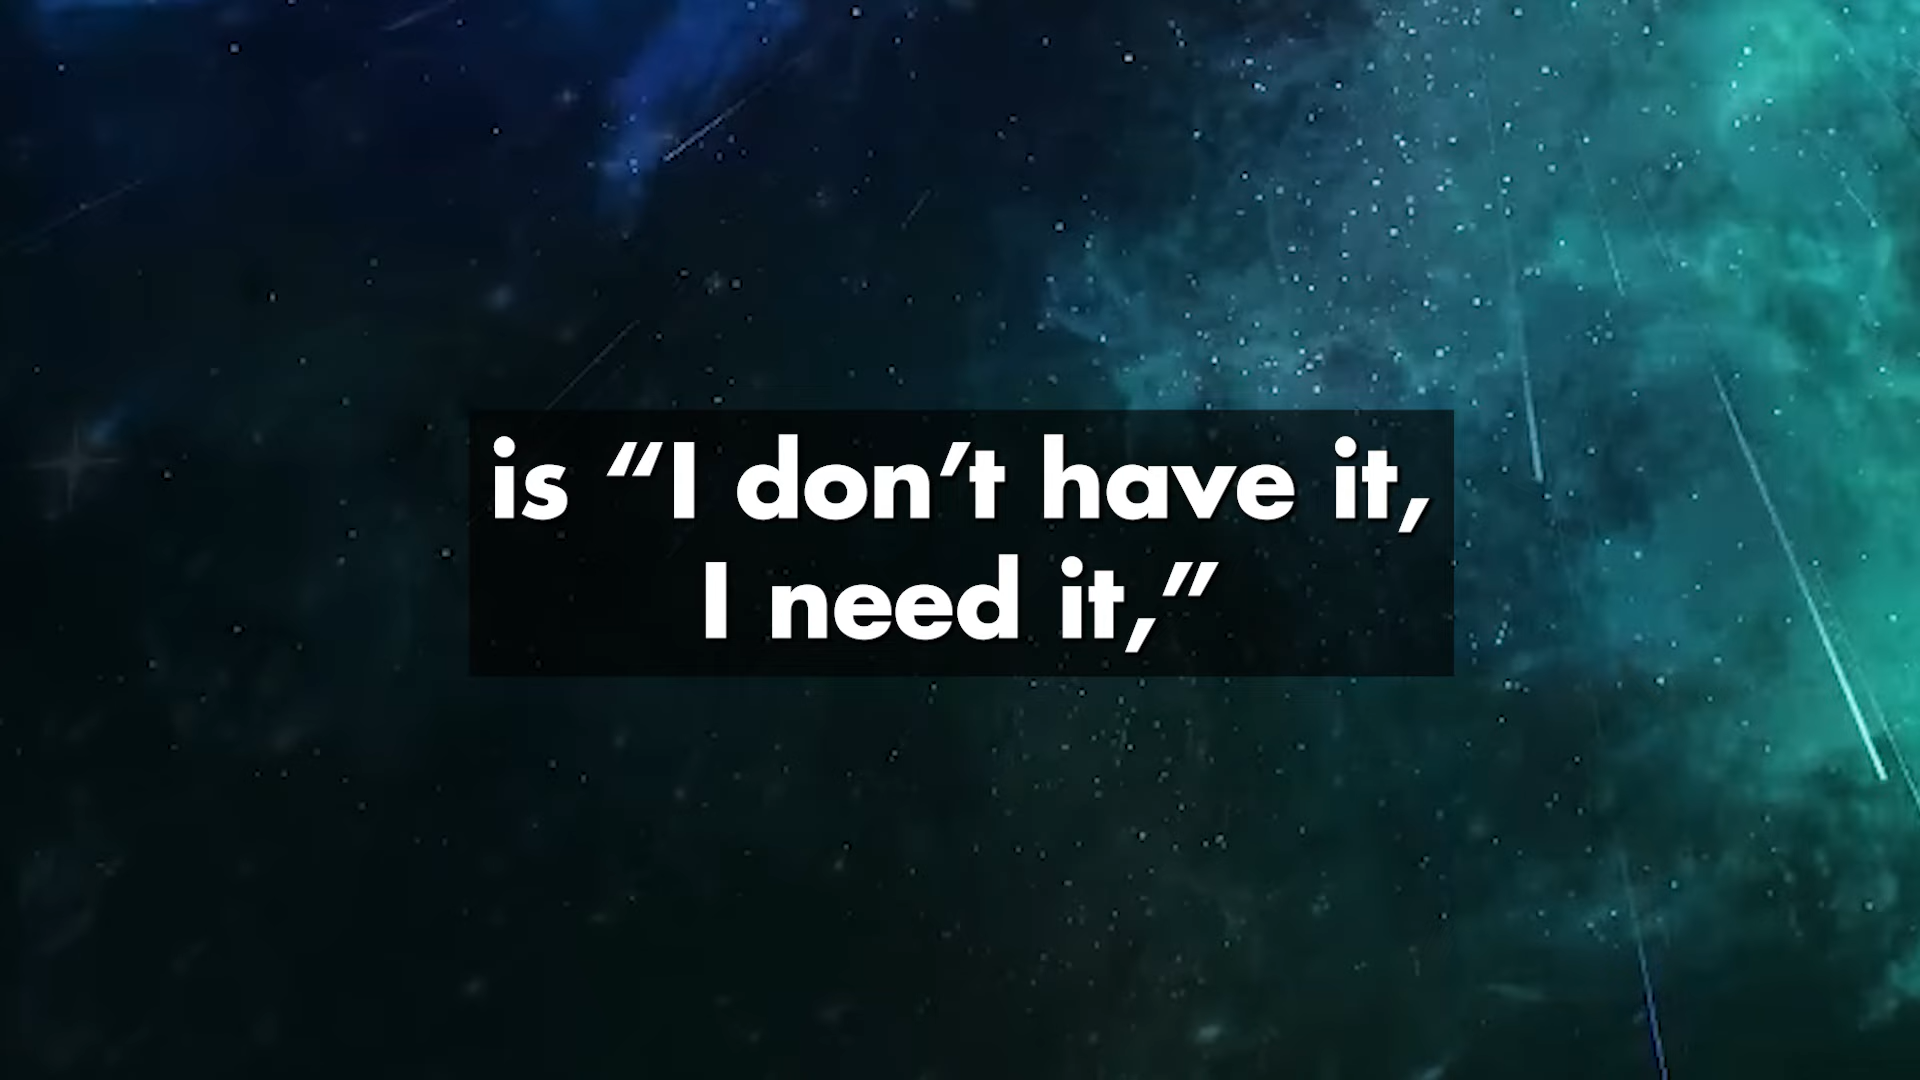 is “I don’t have it,
I need it,”